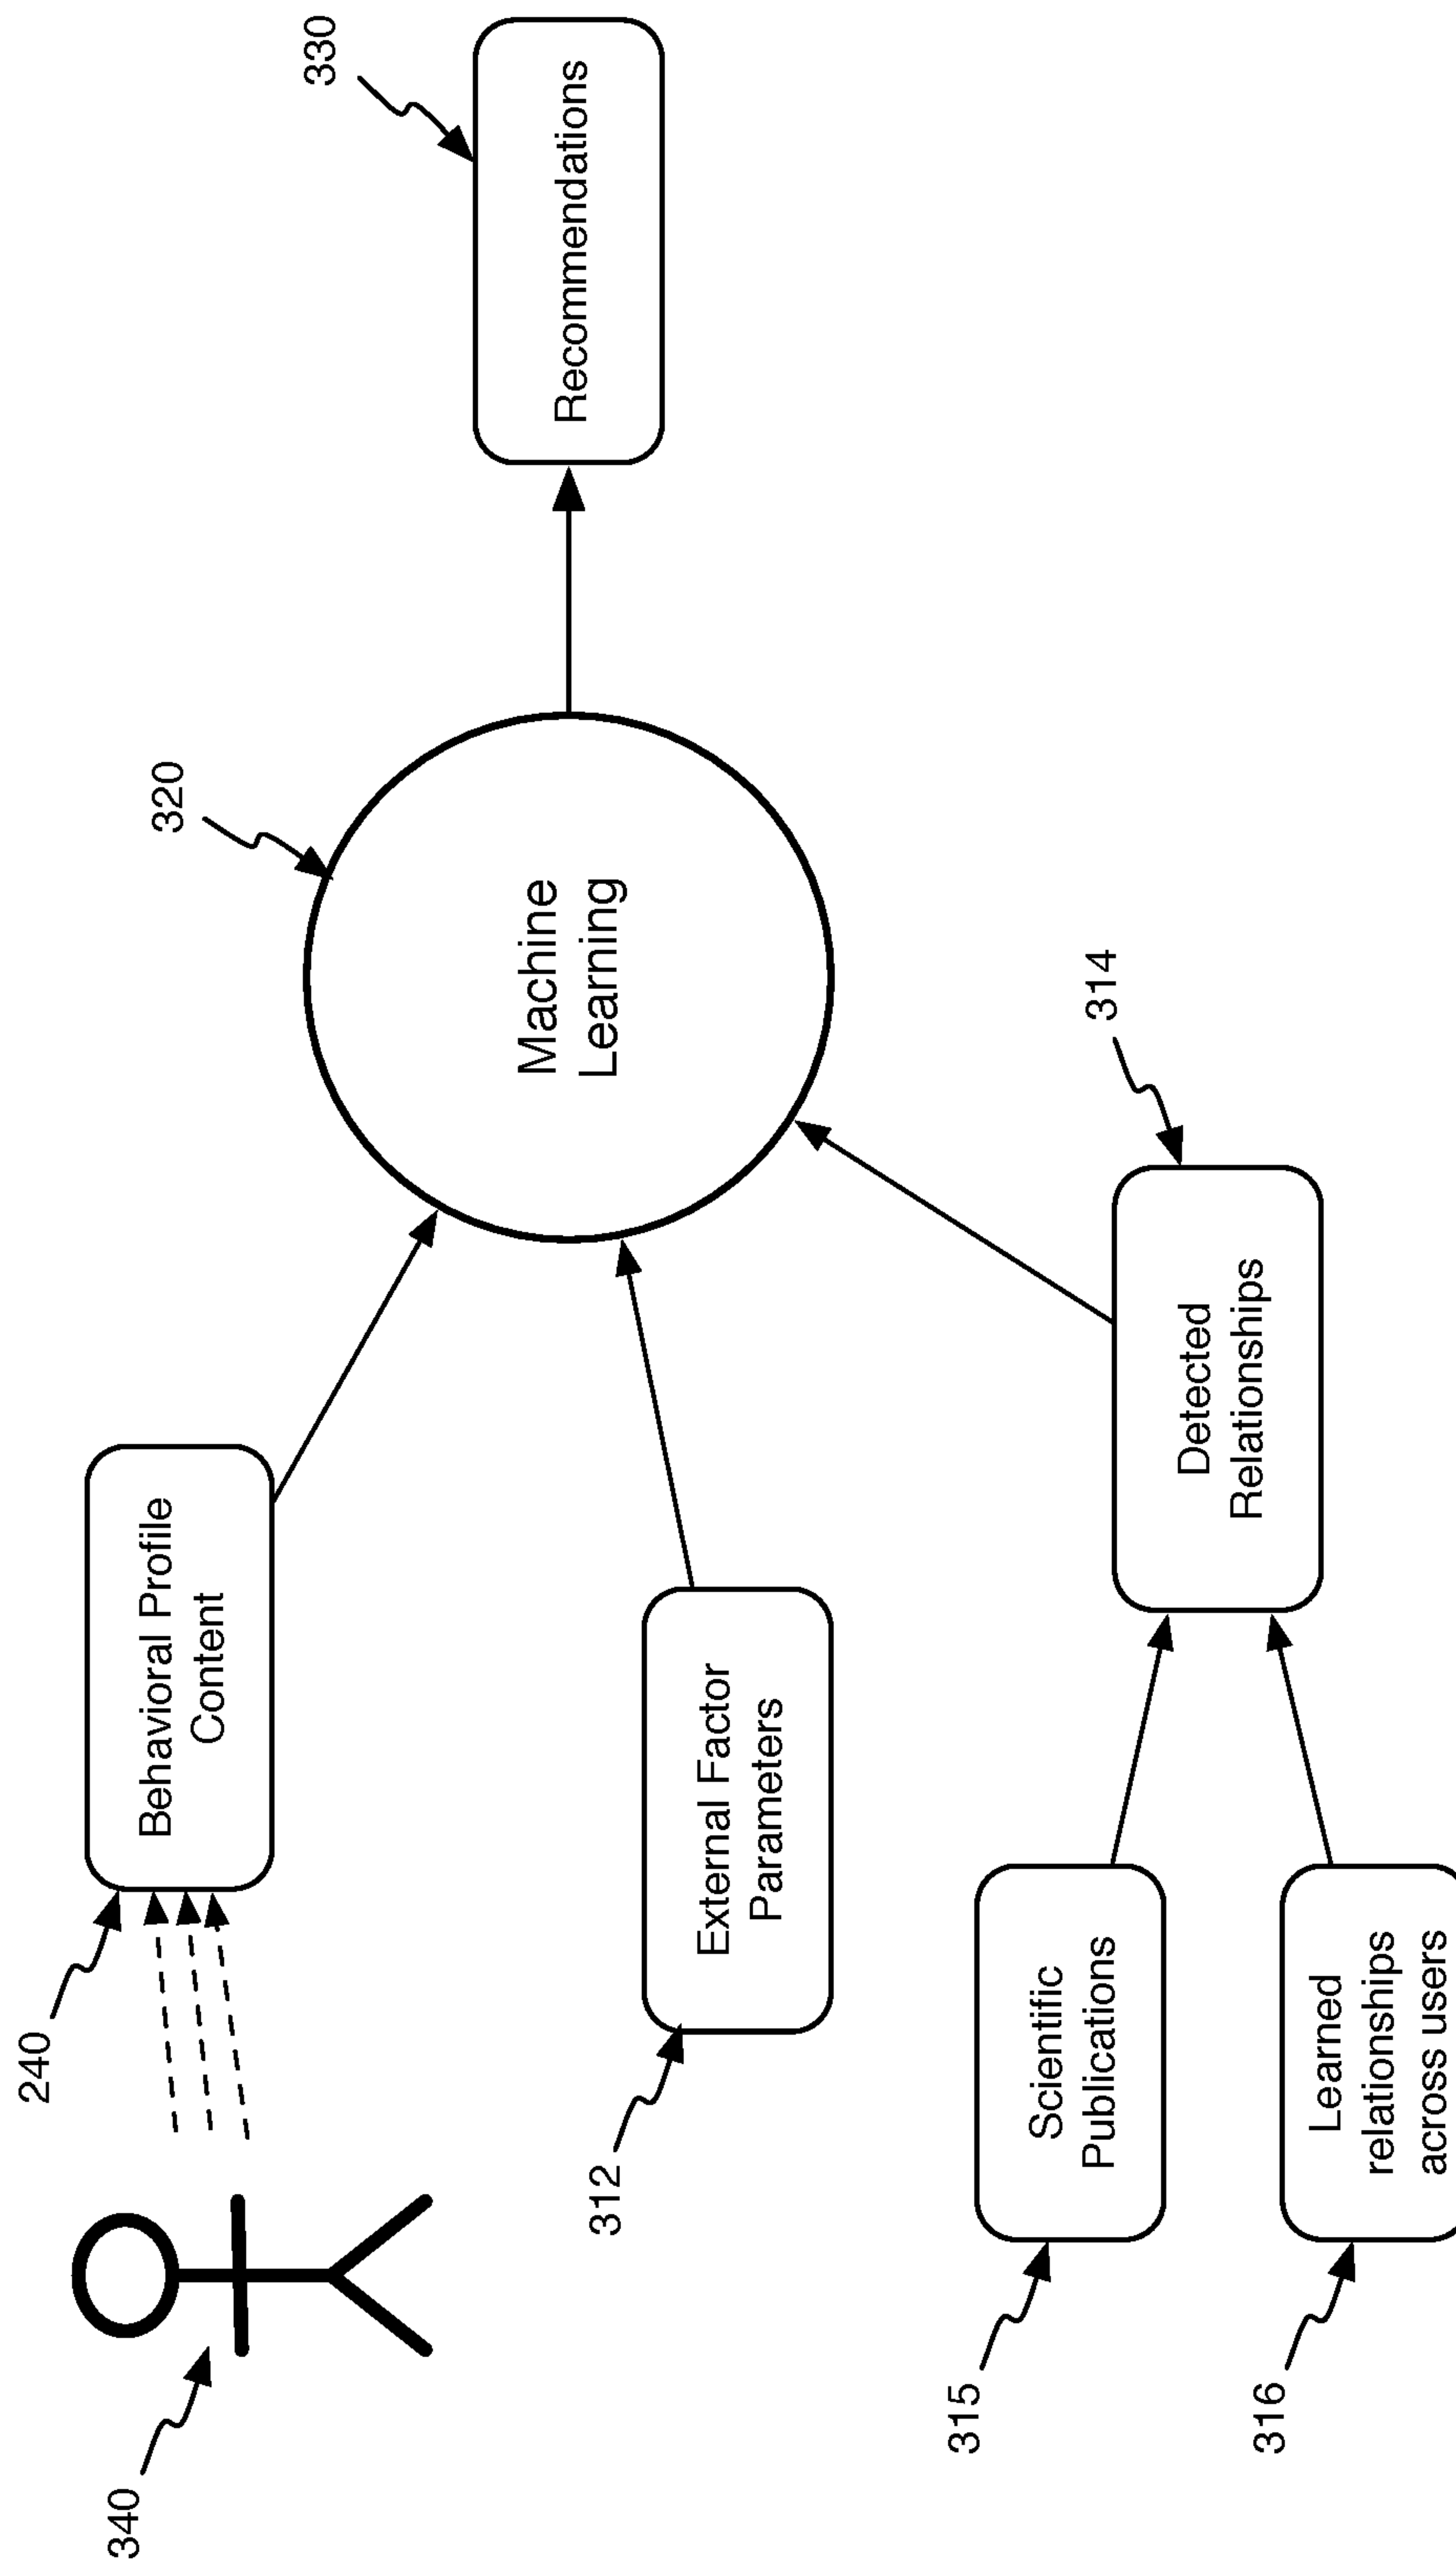 340
240
Behavioral Profile
Content
312
External Factor
Parameters
315
Scientific
Publications
316
Learned
relationships
across users
314
Detected
Relationships
320
Machine
Learning
330
Recommendations